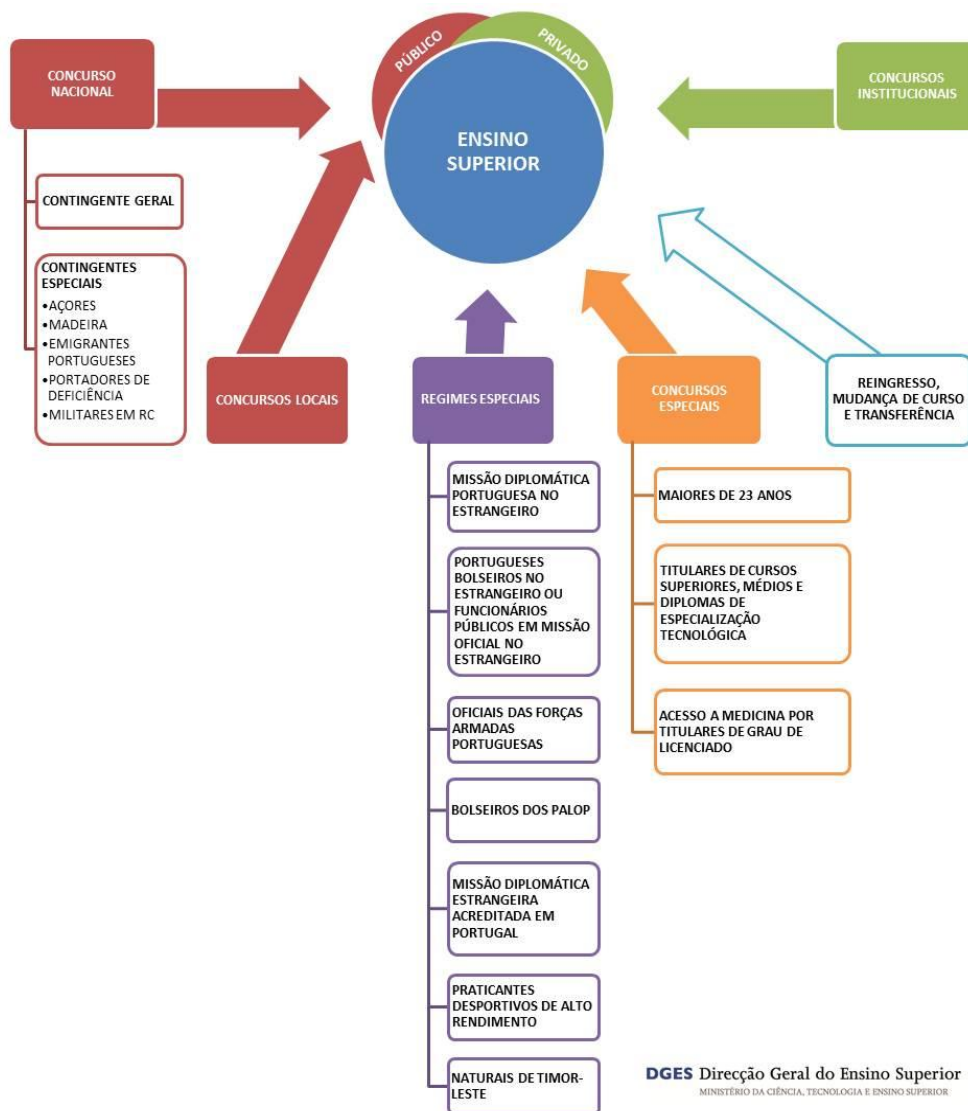 PÚBLICO
PRIVADO
ENSINO
SUPERIOR
CONCURSO
NACIONAL
CONCURSOS
INSTITUCIONAIS
CONTINGENTE GERAL
CONTINGENTES
ESPECIAIS
•AÇORES
•MADEIRA
•EMIGRANTES
PORTUGUESES
•PORTADORES DE
DEFICIÊNCIA
•MILITARES EM RC
CONCURSOS LOCAIS
REGIMES ESPECIAIS
CONCURSOS
ESPECIAIS
REINGRESSO,
MUDANÇA DE CURSO
E TRANSFERÊNCIA
MISSÃO DIPLOMÁTICA
PORTUGUESA NO
ESTRANGEIRO
PORTUGUESES
BOLSEIROS NO
ESTRANGEIRO OU
FUNCIONÁRIOS
PÚBLICOS EM MISSÃO
OFICIAL NO
ESTRANGEIRO
OFICIAIS DAS FORÇAS
ARMADAS
PORTUGUESAS
BOLSEIROS DOS PALOP
MISSÃO DIPLOMÁTICA
ESTRANGEIRA
ACREDITADA EM
PORTUGAL
PRATICANTES
DESPORTIVOS DE ALTO
RENDIMENTO
NATURAIS DE TIMOR-
LESTE
MAIORES DE 23 ANOS
TITULARES DE CURSOS
SUPERIORES, MÉDIOS E
DIPLOMAS DE
ESPECIALIZAÇÃO
TECNOLÓGICA
ACESSO A MEDICINA POR
TITULARES DE GRAU DE
LICENCIADO
DGES Direcção Geral do Ensino Superior
MINISTÉRIO DA CIÊNCIA, TECNOLOGIA E ENSINO SUPERIOR